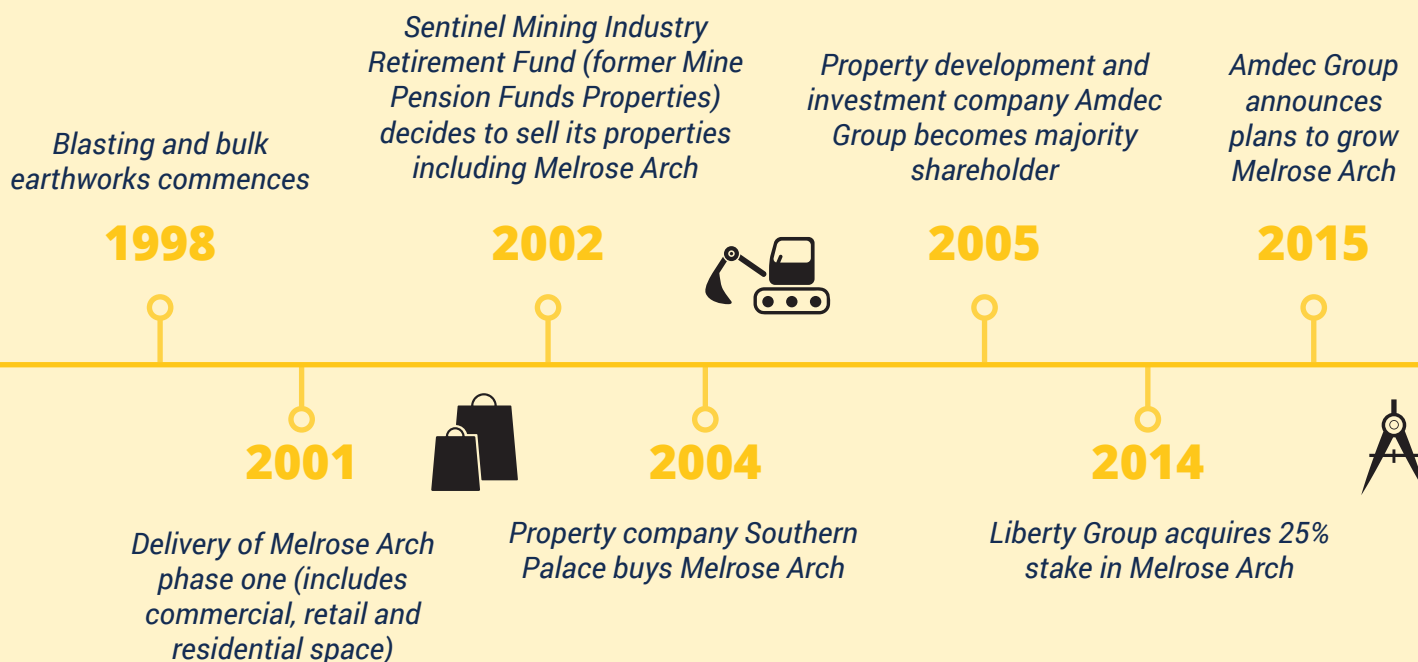 Blasting and bulk
earthworks commences
1998
Delivery of Melrose Arch
phase one (includes
commercial, retail and
residential space)
2001
Sentinel Mining Industry
Retirement Fund (former Mine
Pension Funds Properties)
decides to sell its properties
including Melrose Arch
2002
2004
Property company Southern
Palace buys Melrose Arch
Property development and
investment company Amdec
Group becomes majority
shareholder
2005
2014
Liberty Group acquires 25%
stake in Melrose Arch
Amdec Group
announces
plans to grow
Melrose Arch
2015